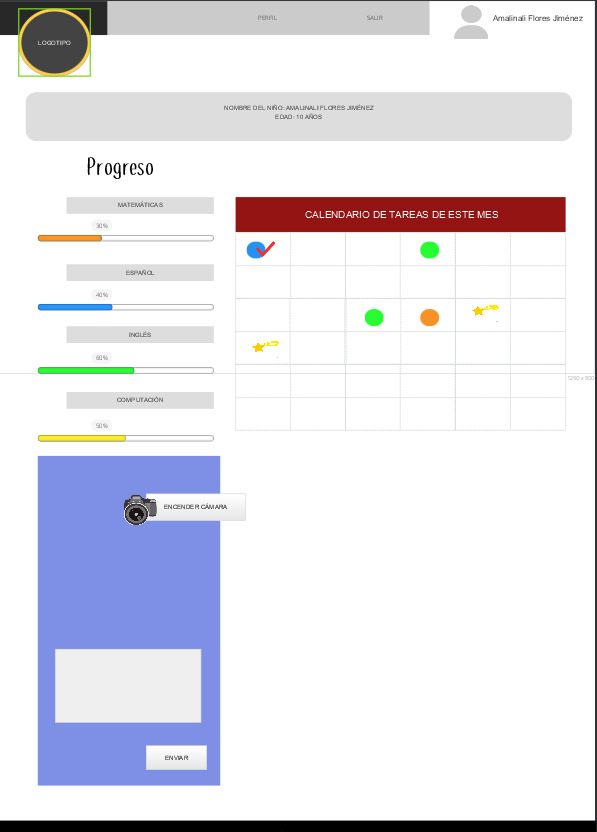 LOGOTIPO
PERFIL
SALIR
Amalinali Flores Jiménez
NOMBRE DEL NIÑO: AMALINALI FLORES JIMÉNEZ
EDAD: 10 AÑOS
Progreso
MATEMÁTICAS
30%
ESPAÑOL
40%
INGLÉS
60%
COMPUTACIÓN
50%
CALENDARIO DE TAREAS DE ESTE MES
1280 x 900
ENCENDER CÁMARA
ENVIAR